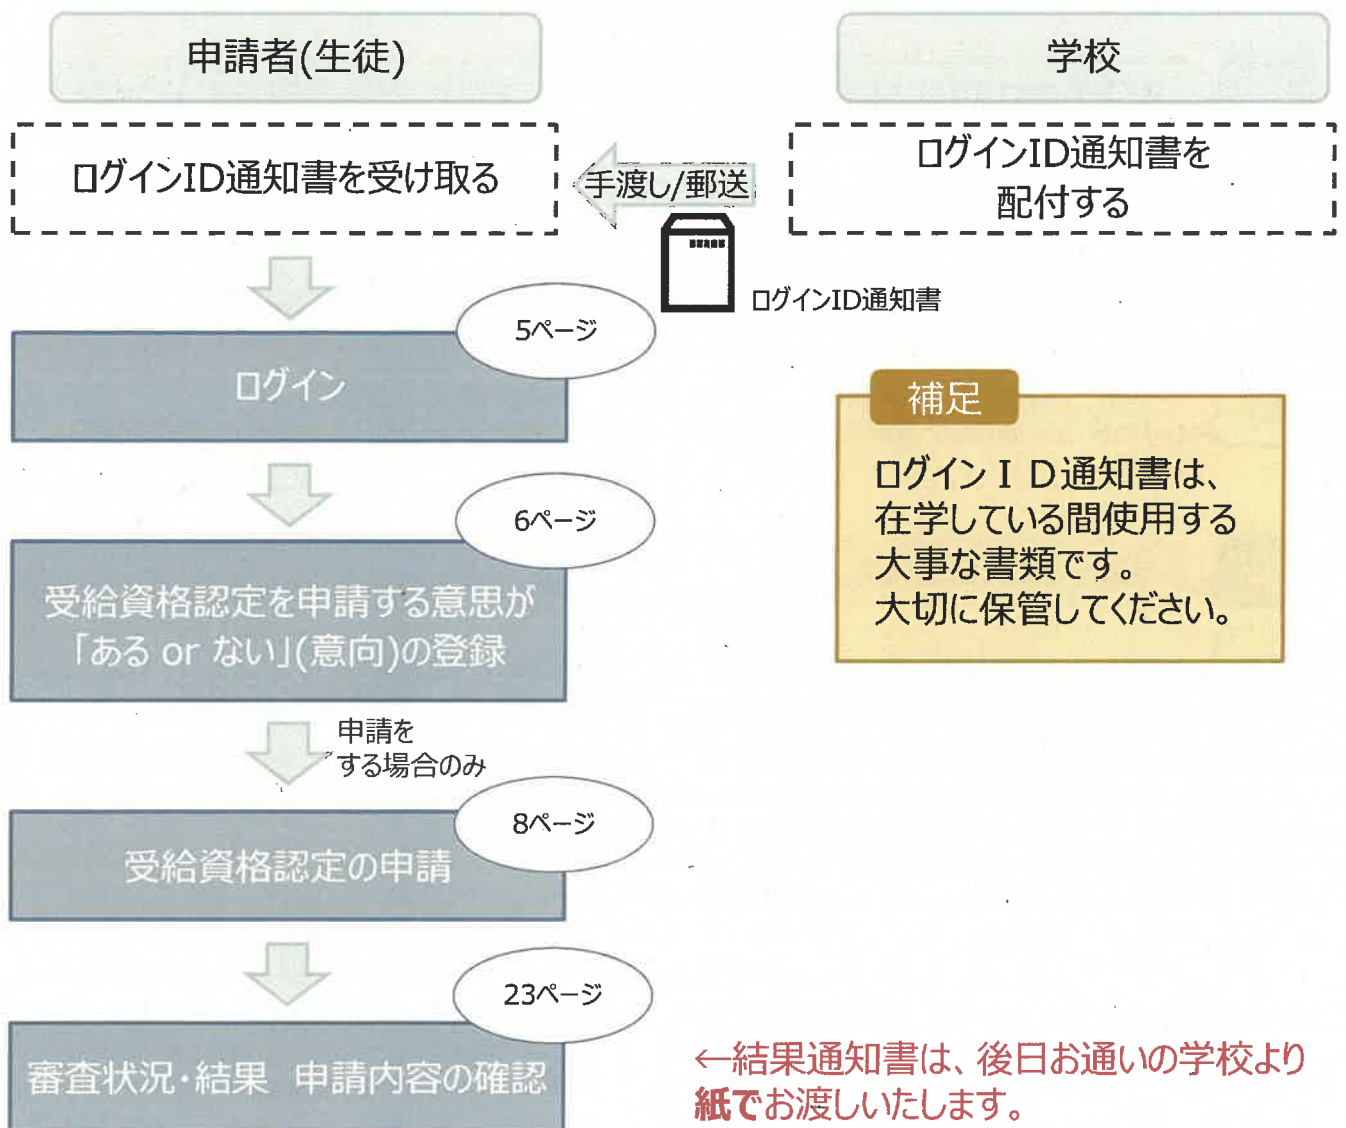 申請者(生徒)
学校
ログインID通知書を受け取る
手渡し/郵送
ログインID通知書を
配付する
ログインID通知書
5ページ
ログイン
補足
ログインＩＤ通知書は、
在学している間使用する
大事な書類です。
大切に保管してください。
6ページ
受給資格認定を申請する意思が
「ある or ない」(意向)の登録
申請を
する場合のみ
8ページ
受給資格認定の申請
23ページ
審査状況・結果　申請内容の確認
←結果通知書は、後日お通いの学校より
紙でお渡しいたします。